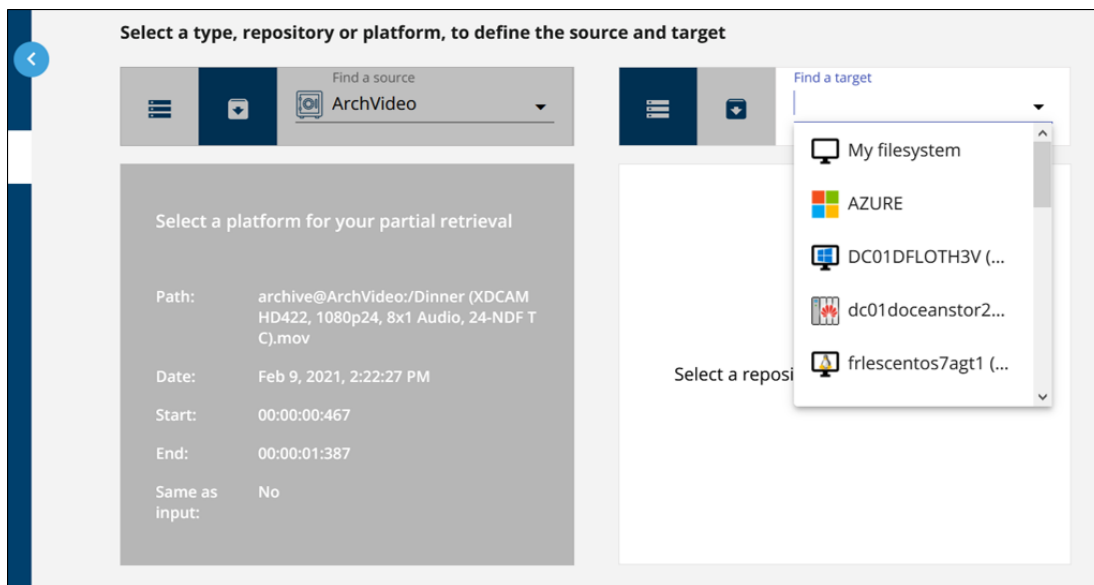 Select a type, repository or platform, to define the source and target
Find a source
ArchVideo
Find a target
My filesystem
AZURE
DC01DFLOTH3V (...
dc01doceanstor2...
frlescentos7agt1 (...
Select a platform for your partial retrieval
Path: archive@ArchVideo:/Dinner (XDCAM
HD422, 1080p24, 8x1 Audio, 24-NDF T
C).mov
Date: Feb 9, 2021, 2:22:27 PM
Start: 00:00:00:467
End: 00:00:01:387
Same as No
input:
Select a reposi